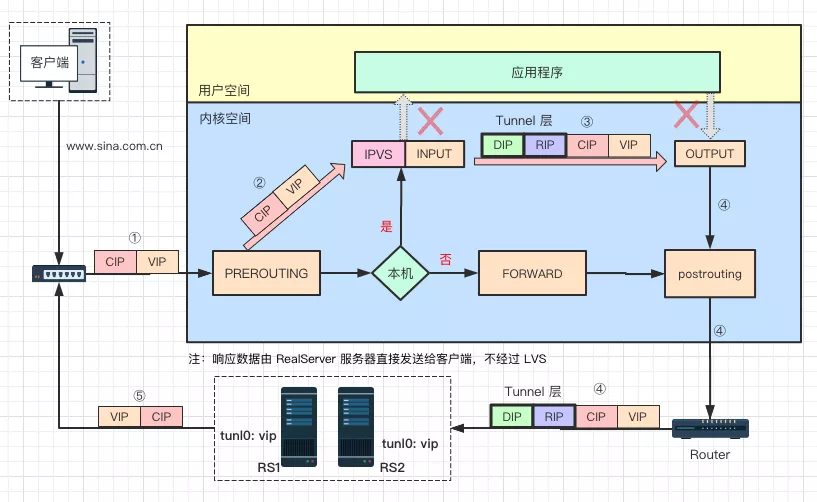 客户端
www.sina.com.cn
应用程序
用户空间
内核空间
IPVS INPUT
Tunnel 层 ③
DIP RIP CIP VIP
OUTPUT
② CIP VIP
是
④
①
CIP VIP
PREROUTING
本机
否
FORWARD
postrouting
④
注：响应数据由 RealServer 服务器直接发送给客户端，不经过 LVS
⑤
VIP CIP
tunl0: vip
RS1
tunl0: vip
RS2
Tunnel 层 ④
DIP RIP CIP VIP
Router